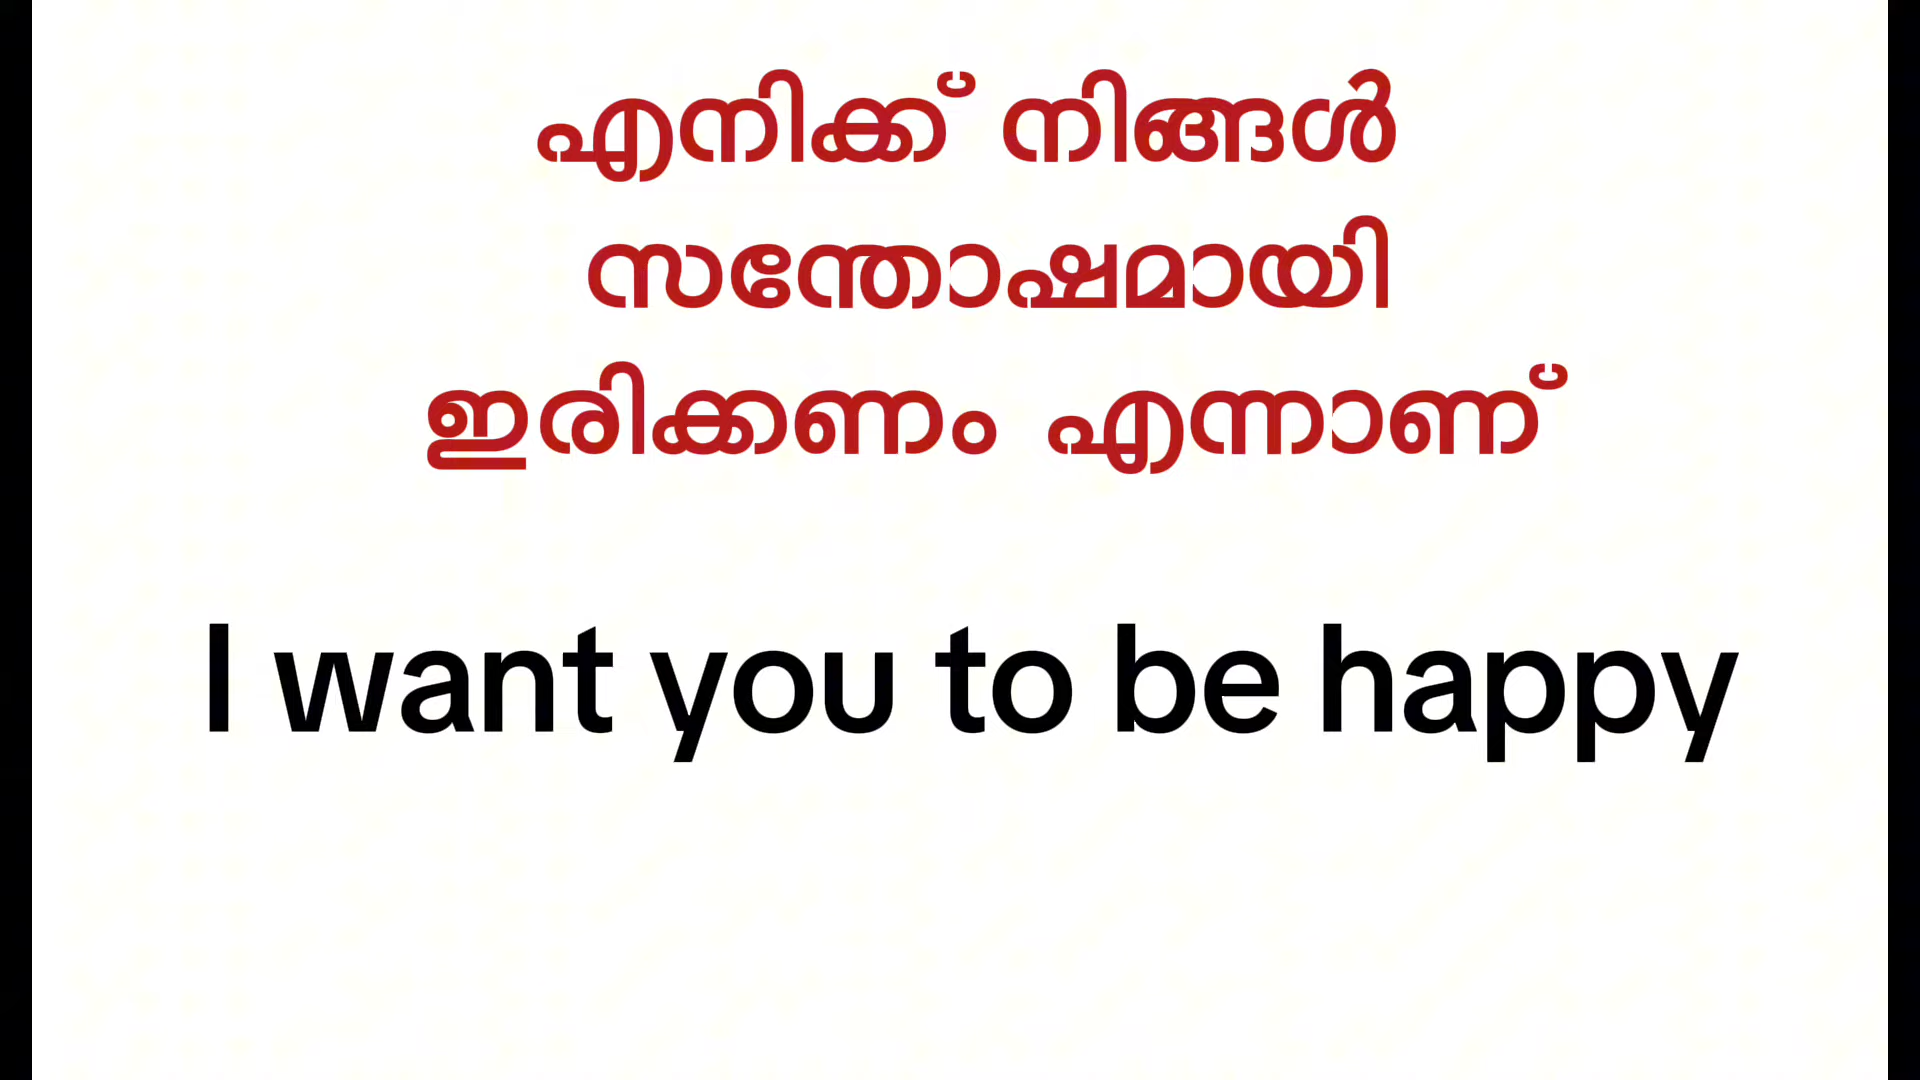 എനിക്ക് നിങ്ങൾ
സന്തോഷമായി
ഇരിക്കണം എന്നാണ്
I want you to be happy